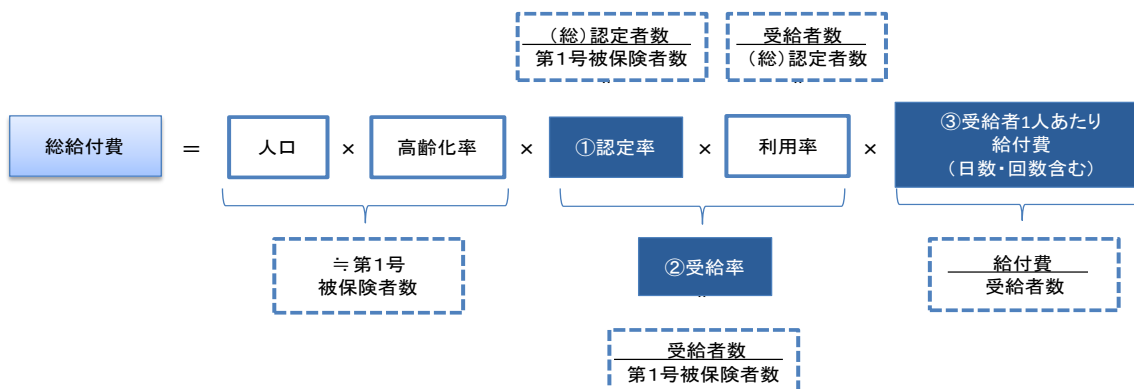 (総)認定者数
第1号被保険者数
受給者数
(総)認定者数
総給付費
=
人口
×
高齢化率
×
①認定率
×
利用率
×
③受給者1人あたり
給付費
(日数・回数含む)
≒第1号
被保険者数
②受給率
給付費
受給者数
受給者数
第1号被保険者数